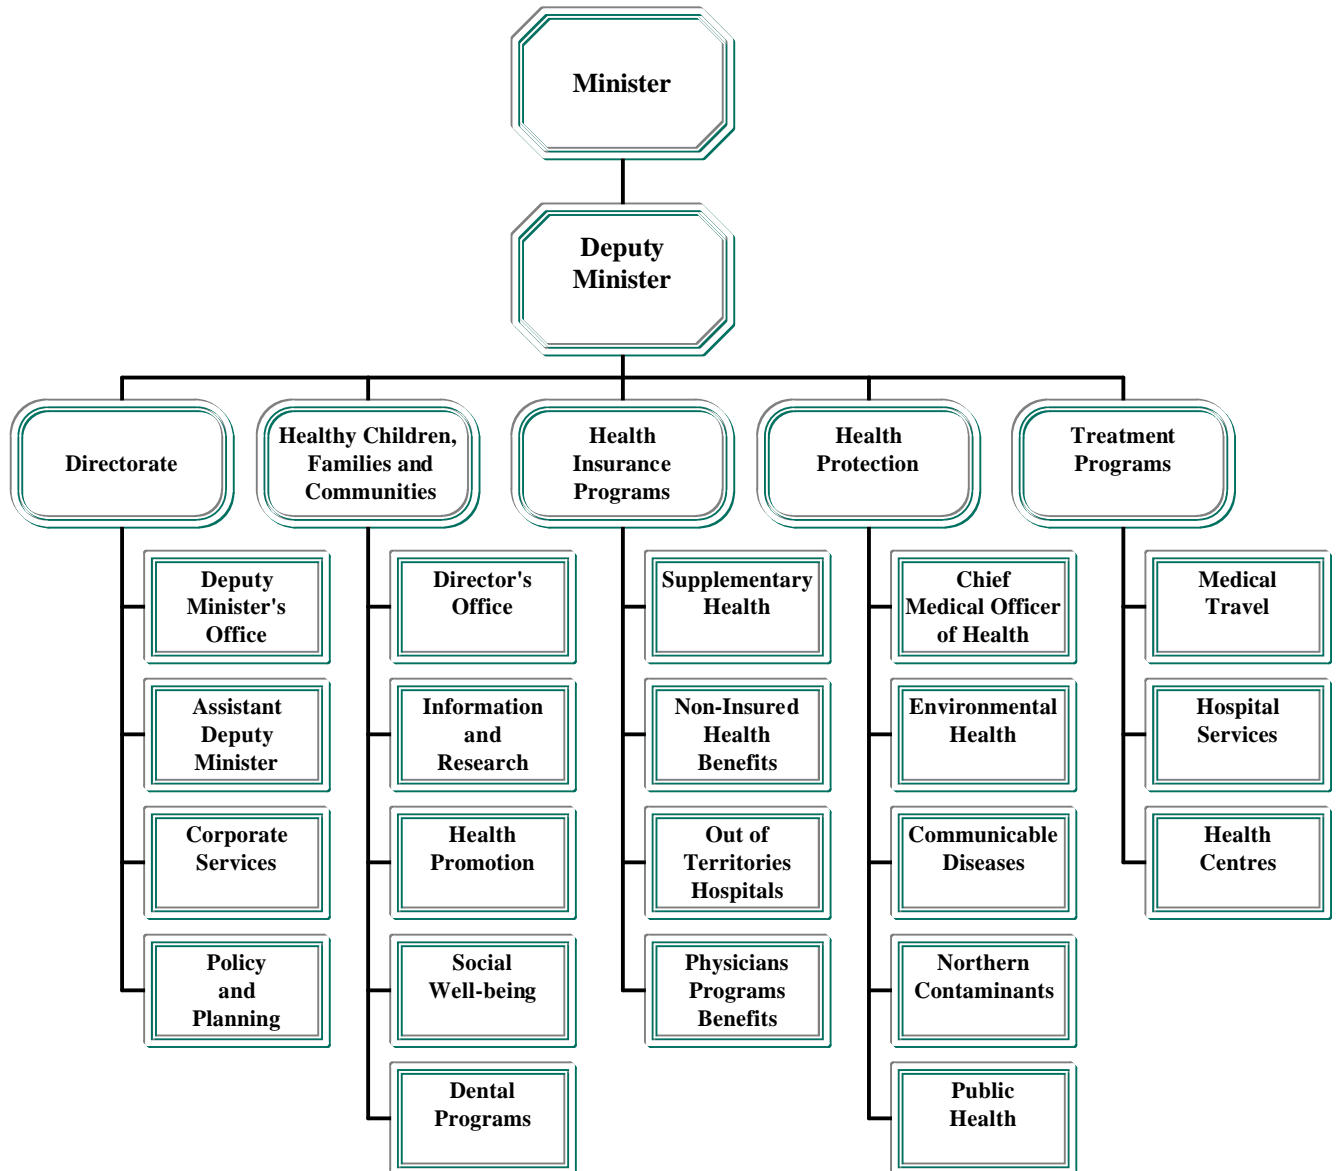 Minister
Deputy
Minister
Directorate
Healthy Children,
Families and
Communities
Health
Insurance
Programs
Health
Protection
Treatment
Programs
Deputy
Minister's
Office
Assistant
Deputy
Minister
Corporate
Services
Policy
and
Planning
Director's
Office
Information
and
Research
Health
Promotion
Social
Well-being
Dental
Programs
Supplementary
Health
Non-Insured
Health
Benefits
Out of
Territories
Hospitals
Physicians
Programs
Benefits
Chief
Medical Officer
of Health
Environmental
Health
Communicable
Diseases
Northern
Contaminants
Public
Health
Medical
Travel
Hospital
Services
Health
Centres